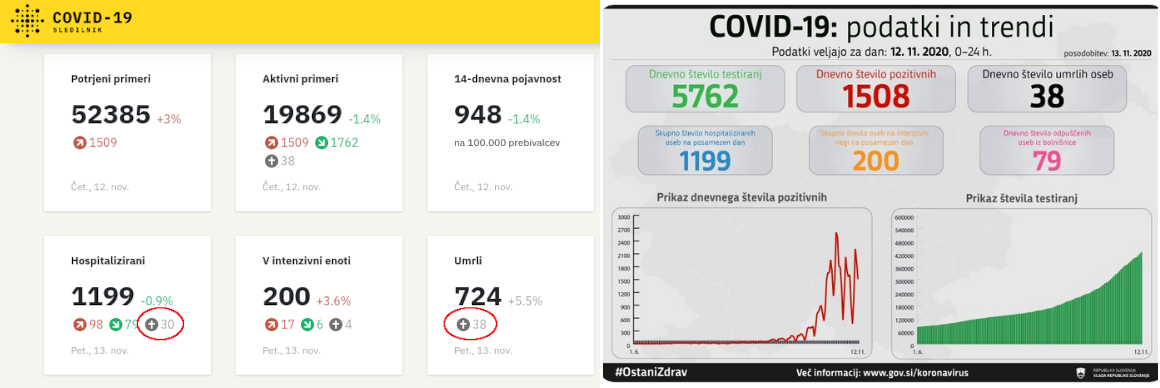 COVID-19
SLEDILNIK
Potrjeni primeri
52385 +3%
1509
Čet., 12. nov.
Aktivni primeri
19869 -1.4%
1509 1762
38
Čet., 12. nov.
14-dnevna pojavnost
948 -1.4%
na 100.000 prebivalcev
Čet., 12. nov.
Hospitalizirani
1199 -0.9%
98 79 30
Pet., 13. nov.
V intenzivni enoti
200 +3.6%
17 6 4
Pet., 13. nov.
Umrli
724 +5.5%
38
Pet., 13. nov.
COVID-19: podatki in trendi
Podatki veljajo za dan: 12. 11. 2020, 0–24 h.
posodobitev: 13. 11. 2020
Dnevno število testiranj
5762
Dnevno število pozitivnih
1508
Dnevno število umrlih oseb
38
Skupno število hospitaliziranih
oseb na posamezen dan
1199
Skupno število oseb na intenzivni
negi na posamezen dan
200
Dnevno število odpuščenih
oseb iz bolnišnice
79
Prikaz dnevnega števila pozitivnih
3000
2700
2400
2100
1800
1500
1200
900
600
300
0
1. 6.
12.11.
Prikaz števila testiranj
600000
540000
480000
420000
360000
300000
240000
180000
120000
60000
0
1. 6.
12.11.
#OstaniZdrav
Več informacij: www.gov.si/koronavirus
REPUBLIKA SLOVENIJA
VLADA REPUBLIKE SLOVENIJE